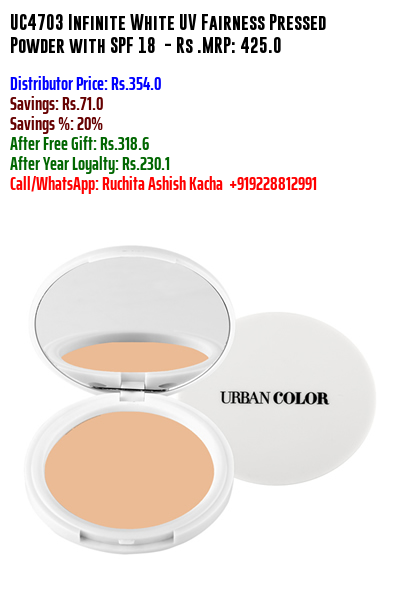 UC4703 Infinite White UV Fairness Pressed
Powder with SPF 18 - Rs .MRP: 425.0
Distributor Price: Rs.354.0
Savings: Rs.71.0
Savings %: 20%
After Free Gift: Rs.318.6
After Year Loyalty: Rs.230.1
Call/WhatsApp: Ruchita Ashish Kacha +919228812991
URBAN COLOR